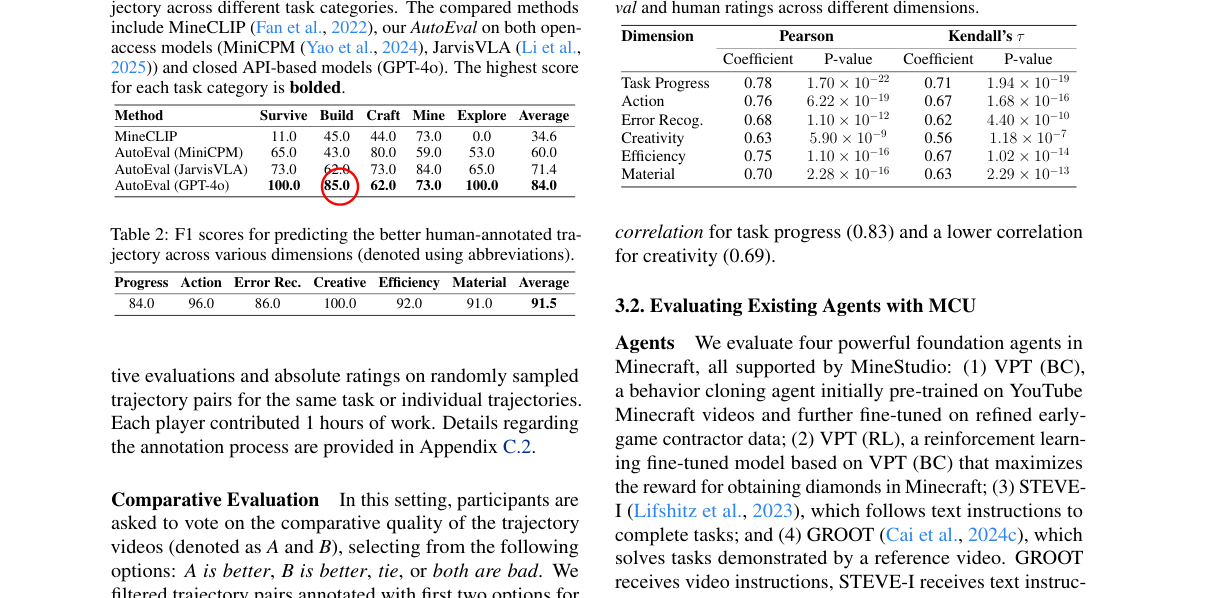 jectory across different task categories. The compared methods
include MineCLIP (Fan et al., 2022), our AutoEval on both open-
access models (MiniCPM (Yao et al., 2024), JarvisVLA (Li et al.,
2025)) and closed API-based models (GPT-4o). The highest score
for each task category is bolded.
Method Survive Build Craft Mine Explore Average
MineCLIP 11.0 45.0 44.0 73.0 0.0 34.6
AutoEval (MiniCPM) 65.0 43.0 80.0 59.0 53.0 60.0
AutoEval (JarvisVLA) 73.0 62.0 73.0 84.0 65.0 71.4
AutoEval (GPT-4o) 100.0 85.0 62.0 73.0 100.0 84.0
Table 2: F1 scores for predicting the better human-annotated tra-
jectory across various dimensions (denoted using abbreviations).
Progress Action Error Rec. Creative Efficiency Material Average
84.0 96.0 86.0 100.0 92.0 91.0 91.5
tive evaluations and absolute ratings on randomly sampled
trajectory pairs for the same task or individual trajectories.
Each player contributed 1 hours of work. Details regarding
the annotation process are provided in Appendix C.2.
Comparative Evaluation In this setting, participants are
asked to vote on the comparative quality of the trajectory
videos (denoted as A and B), selecting from the following
options: A is better, B is better, tie, or both are bad. We
filtered trajectory pairs annotated with first two options for
val and human ratings across different dimensions.
Dimension Pearson Kendall's τ
Coefficient P-value Coefficient P-value
Task Progress 0.78 1.70 × 10⁻²² 0.71 1.94 × 10⁻¹⁹
Action 0.76 6.22 × 10⁻¹⁹ 0.67 1.68 × 10⁻¹⁶
Error Recog. 0.68 1.10 × 10⁻¹² 0.62 4.40 × 10⁻¹⁰
Creativity 0.63 5.90 × 10⁻⁹ 0.56 1.18 × 10⁻⁷
Efficiency 0.75 1.10 × 10⁻¹⁶ 0.67 1.02 × 10⁻¹⁴
Material 0.70 2.28 × 10⁻¹⁶ 0.63 2.29 × 10⁻¹³
correlation for task progress (0.83) and a lower correlation
for creativity (0.69).
3.2. Evaluating Existing Agents with MCU
Agents We evaluate four powerful foundation agents in
Minecraft, all supported by MineStudio: (1) VPT (BC),
a behavior cloning agent initially pre-trained on YouTube
Minecraft videos and further fine-tuned on refined early-
game contractor data; (2) VPT (RL), a reinforcement learn-
ing fine-tuned model based on VPT (BC) that maximizes
the reward for obtaining diamonds in Minecraft; (3) STEVE-
I (Lifshitz et al., 2023), which follows text instructions to
complete tasks; and (4) GROOT (Cai et al., 2024c), which
solves tasks demonstrated by a reference video. GROOT
receives video instructions, STEVE-I receives text instruc-